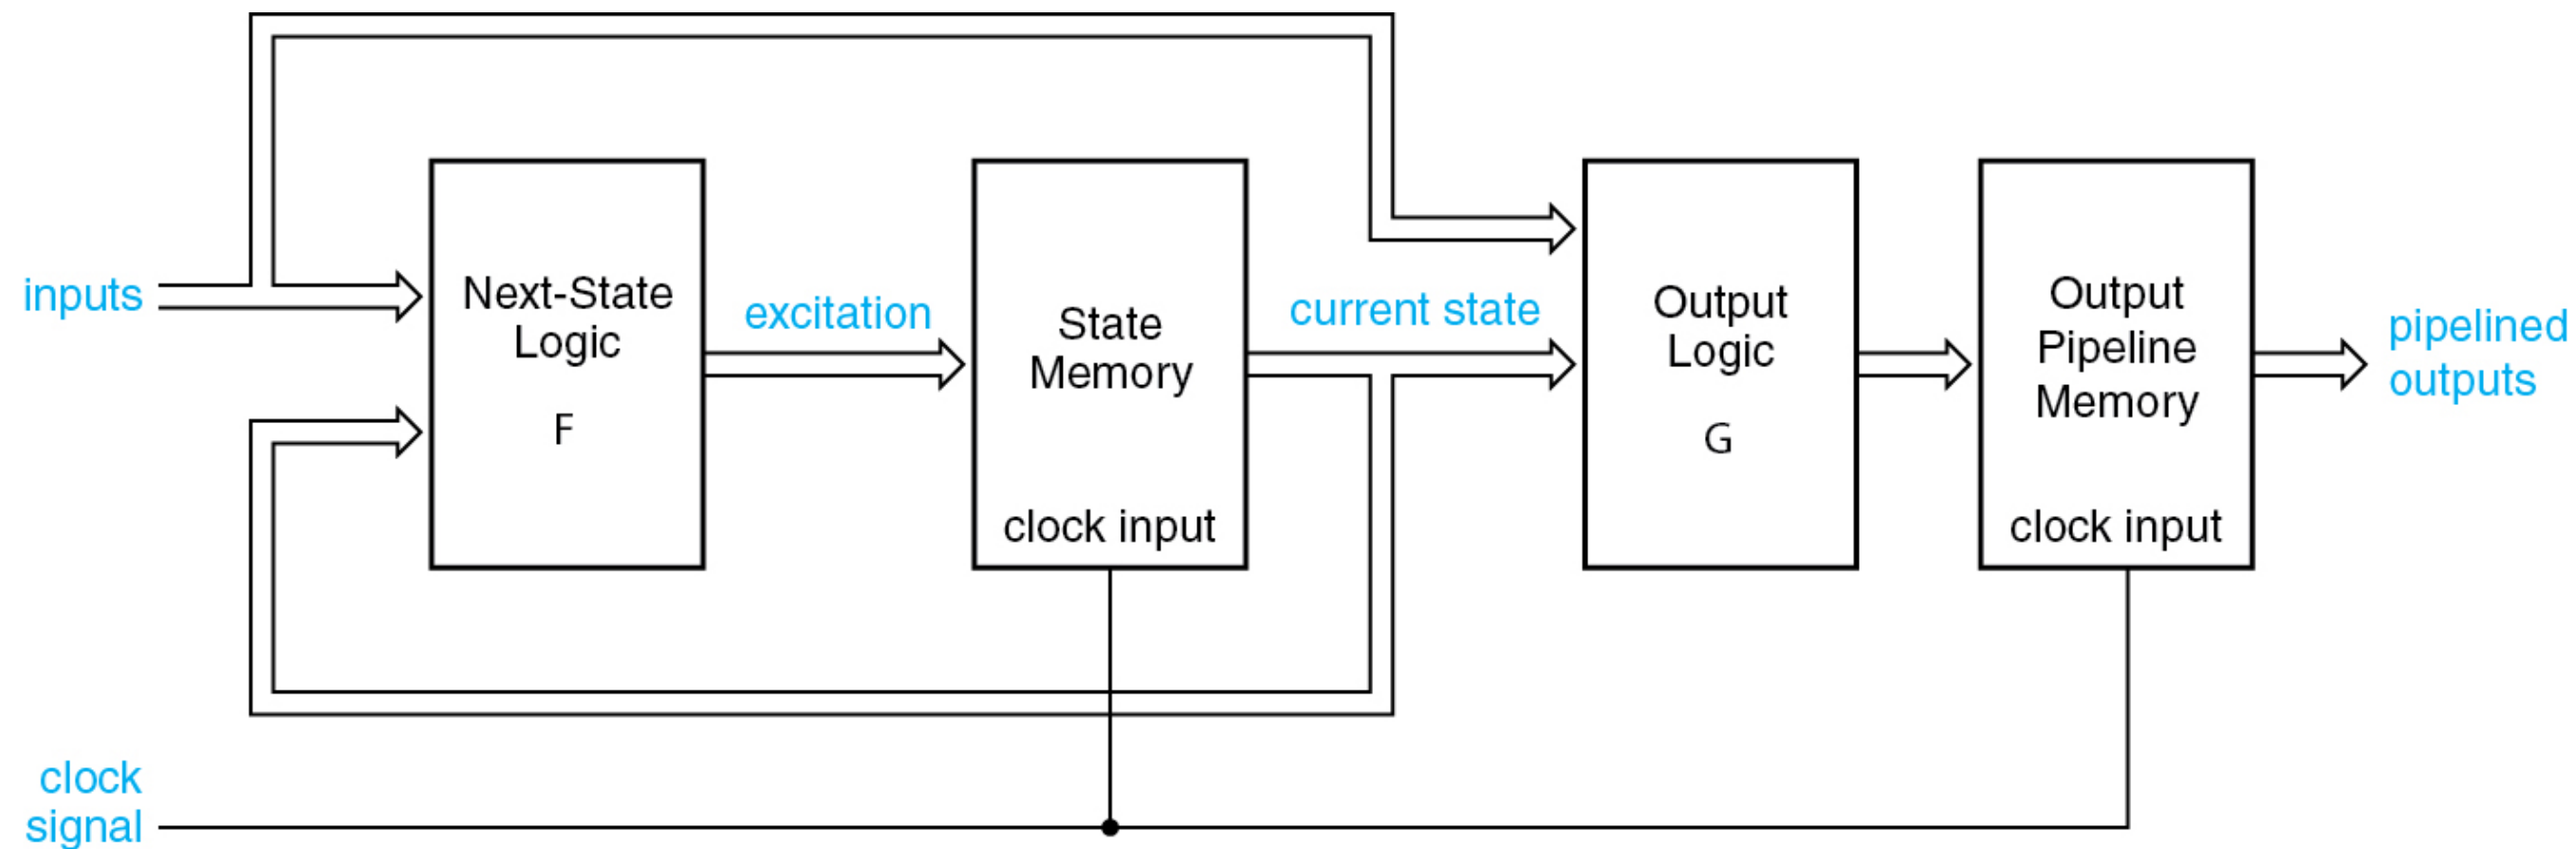 inputs
Next-State
Logic
F
excitation
State
Memory
clock input
current state
Output
Logic
G
Output
Pipeline
Memory
clock input
pipelined
outputs
clock
signal